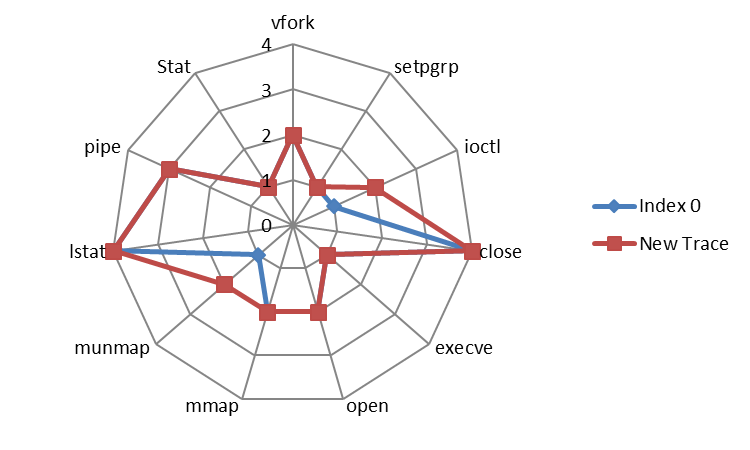 vfork
4
Stat
setpgrp
3
pipe
2
ioctl
1
0
Index 0
New Trace
lstat
close
munmap
execve
mmap
open